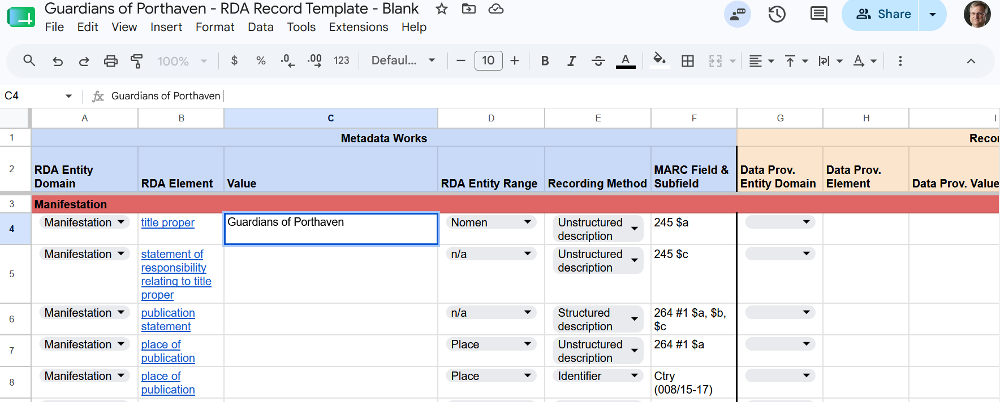 Guardians of Porthaven - RDA Record Template - Blank
File Edit View Insert Format Data Tools Extensions Help
Share
100% $ % .0 .00 123 Defaul... − 10 + B I S A A
C4 fx Guardians of Porthaven
A B C D E F G H I
1 Metadata Works Recor
2 RDA Entity Domain RDA Element Value RDA Entity Range Recording Method MARC Field & Subfield Data Prov. Entity Domain Data Prov. Element Data Prov. Value
3 Manifestation
4 Manifestation title proper Guardians of Porthaven Nomen Unstructured description 245 $a
5 Manifestation statement of responsibility relating to title proper n/a Unstructured description 245 $c
6 Manifestation publication statement n/a Structured description 264 #1 $a, $b, $c
7 Manifestation place of publication Place Unstructured description 264 #1 $a
8 Manifestation place of publication Place Identifier Ctry (008/15-17)